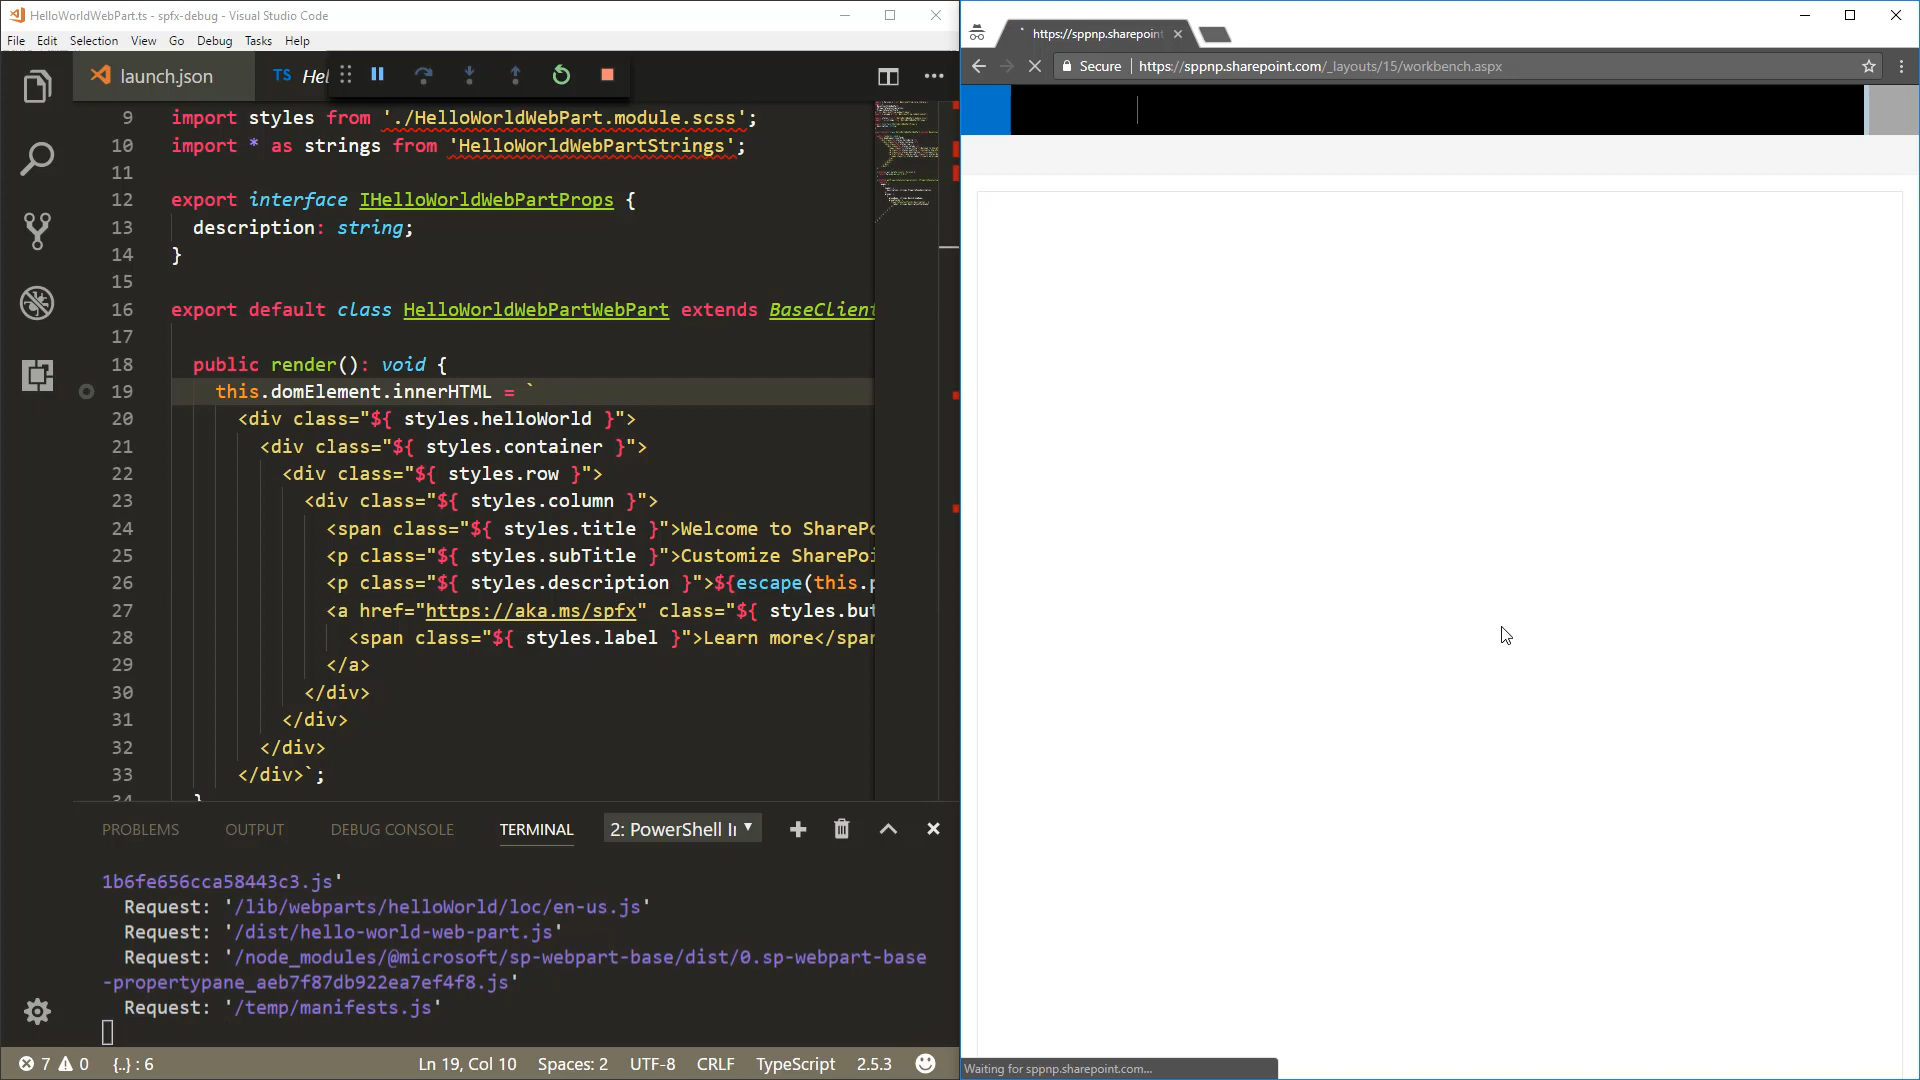 HelloWorldWebPart.ts - spfx-debug - Visual Studio Code
File Edit Selection View Go Debug Tasks Help
launch.json TS Hel
9 import styles from './HelloWorldWebPart.module.scss';
10 import * as strings from 'HelloWorldWebPartStrings';
11
12 export interface IHelloWorldWebPartProps {
13 description: string;
14 }
15
16 export default class HelloWorldWebPartWebPart extends BaseClient
17
18 public render(): void {
19 this.domElement.innerHTML = `
20 <div class="${ styles.helloWorld }">
21 <div class="${ styles.container }">
22 <div class="${ styles.row }">
23 <div class="${ styles.column }">
24 <span class="${ styles.title }">Welcome to SharePo
25 <p class="${ styles.subTitle }">Customize SharePoi
26 <p class="${ styles.description }">${escape(this.p
27 <a href="https://aka.ms/spfx" class="${ styles.but
28 <span class="${ styles.label }">Learn more</span
29 </a>
30 </div>
31 </div>
32 </div>
33 </div>`;
34 }
PROBLEMS OUTPUT DEBUG CONSOLE TERMINAL 2: PowerShell In
1b6fe656cca58443c3.js'
Request: '/lib/webparts/helloWorld/loc/en-us.js'
Request: '/dist/hello-world-web-part.js'
Request: '/node_modules/@microsoft/sp-webpart-base/dist/0.sp-webpart-base
-propertypane_aeb7f87db922ea7ef4f8.js'
Request: '/temp/manifests.js'
7 0 {..} : 6 Ln 19, Col 10 Spaces: 2 UTF-8 CRLF TypeScript 2.5.3
https://sppnp.sharepoint
Secure https://sppnp.sharepoint.com/_layouts/15/workbench.aspx
Waiting for sppnp.sharepoint.com...